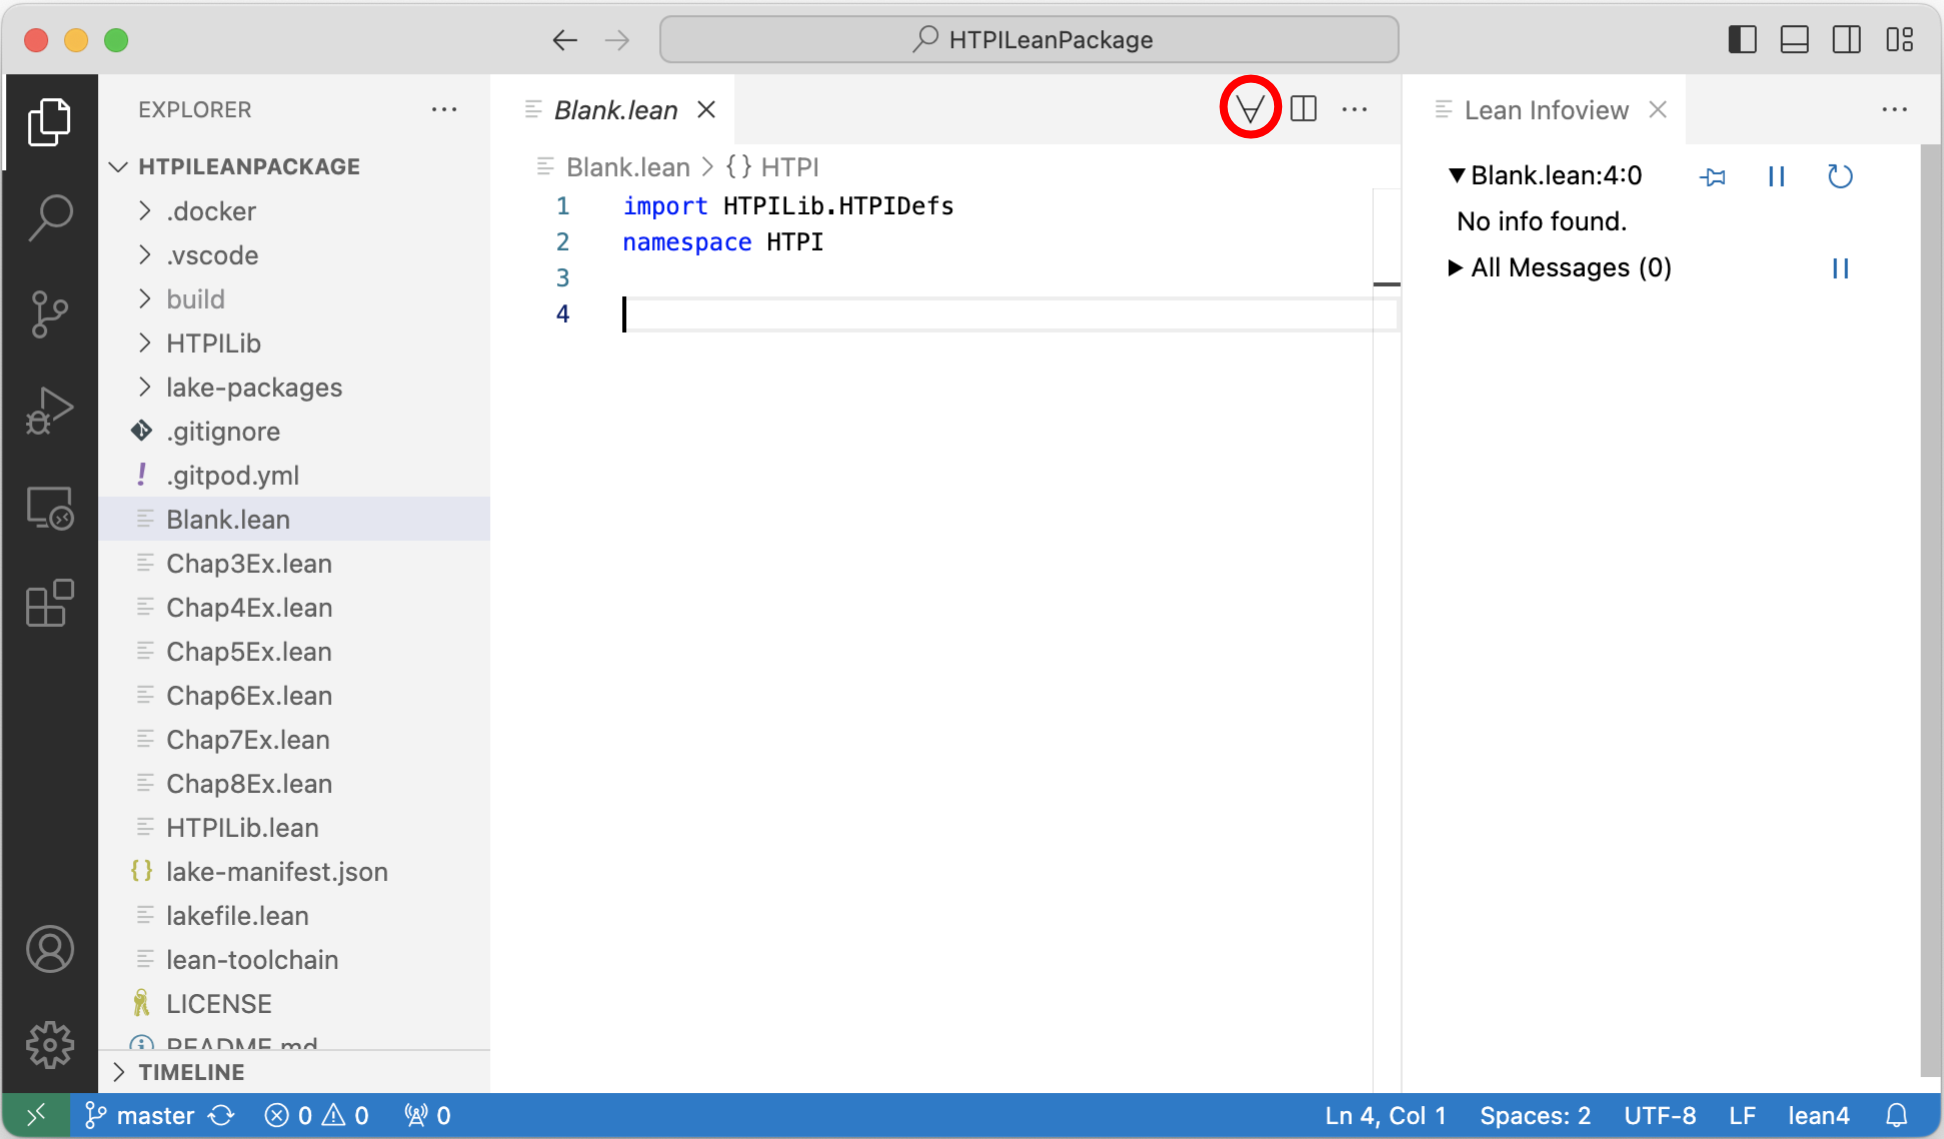 HTPILeanPackage
EXPLORER
HTPILEANPACKAGE
.docker
.vscode
build
HTPILib
lake-packages
.gitignore
.gitpod.yml
Blank.lean
Chap3Ex.lean
Chap4Ex.lean
Chap5Ex.lean
Chap6Ex.lean
Chap7Ex.lean
Chap8Ex.lean
HTPILib.lean
lake-manifest.json
lakefile.lean
lean-toolchain
LICENSE
README.md
TIMELINE
Blank.lean
Blank.lean > {} HTPI
1 import HTPILib.HTPIDefs
2 namespace HTPI
3
4
Lean Infoview
▼Blank.lean:4:0
No info found.
▶All Messages (0)
master 0 0 0
Ln 4, Col 1 Spaces: 2 UTF-8 LF lean4